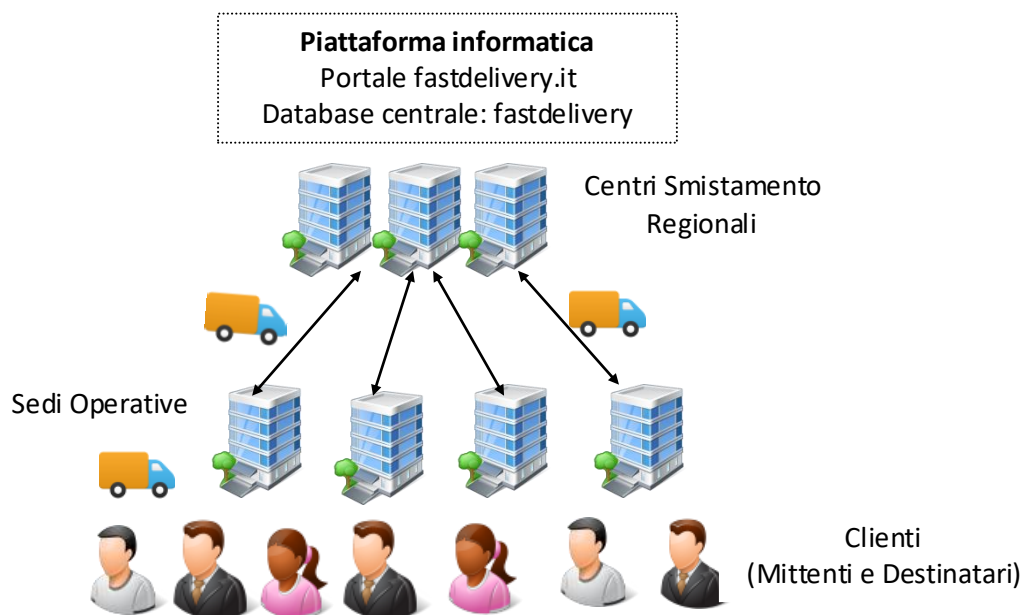 Piattaforma informatica
Portale fastdelivery.it
Database centrale: fastdelivery
Centri Smistamento
Regionali
Sedi Operative
Clienti
(Mittenti e Destinatari)